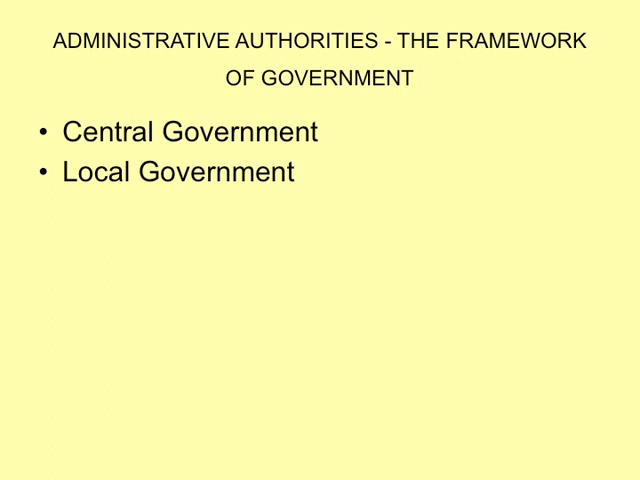 ADMINISTRATIVE AUTHORITIES - THE FRAMEWORK
OF GOVERNMENT
• Central Government
• Local Government